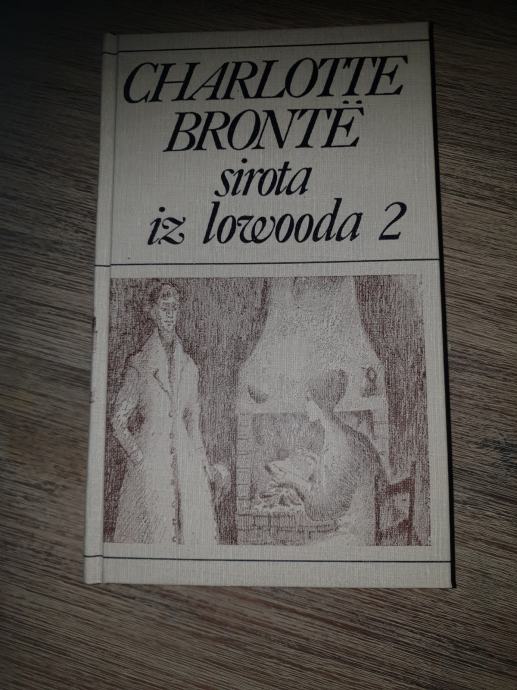 CHARLOTTE
BRONTË
sirota
iz lowooda 2